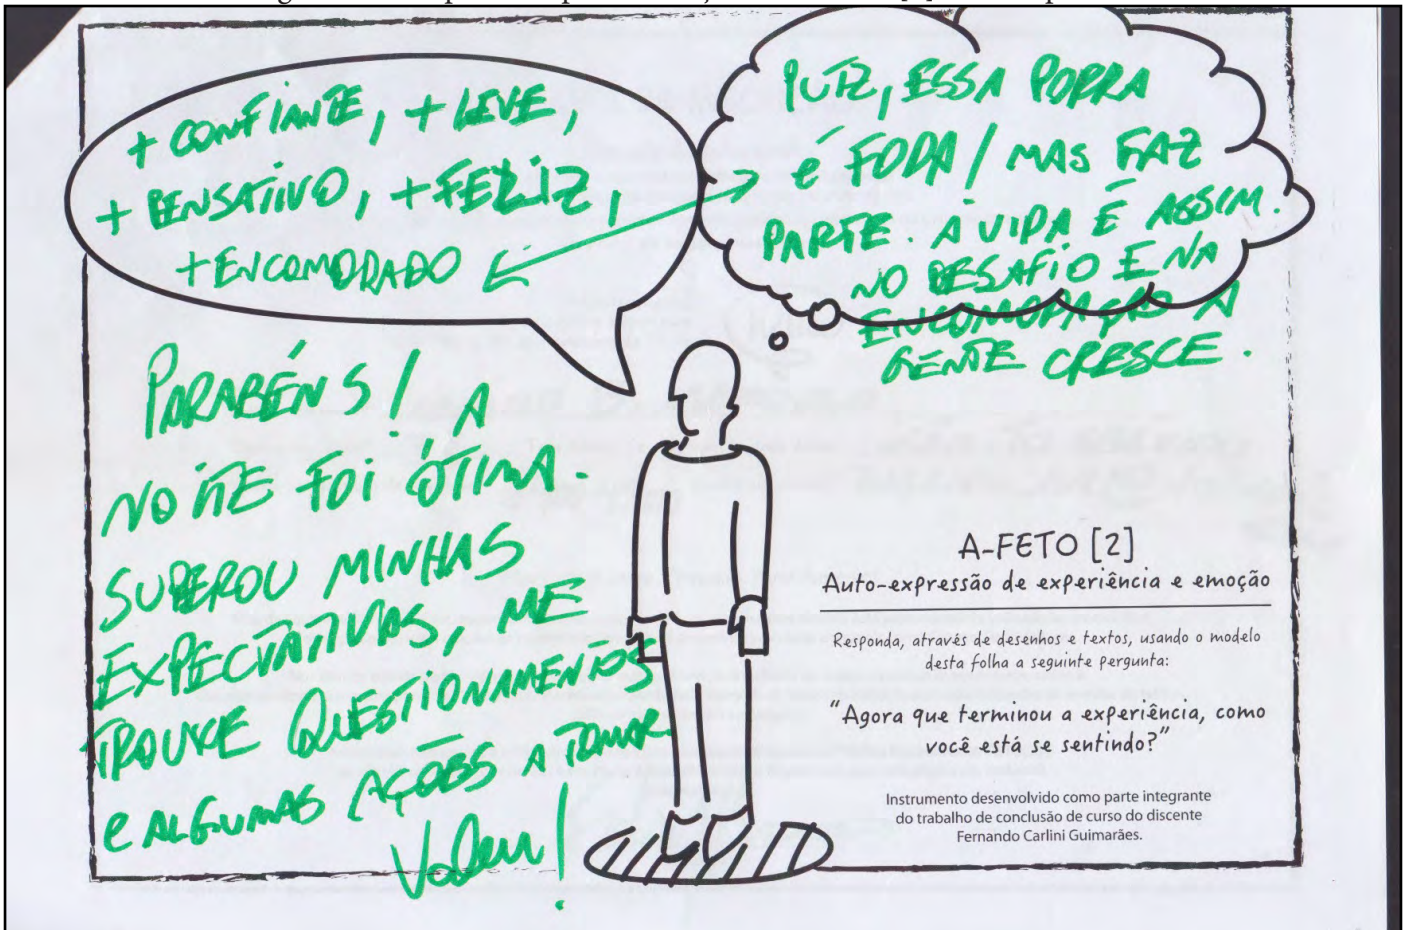 + CONFIANTE, + LEVE,
+ PENSATIVO, + FELIZ,
+ ENCOMODADO
PUTZ, ESSA PORRA
É FODA! MAS FAZ
PARTE. A VIDA É ASSIM.
NO DESAFIO E NA
ENCOMODAÇÃO A
GENTE CRESCE.
PARABÉNS! A
NOITE FOI ÓTIMA.
SUPEROU MINHAS
EXPECTATIVAS, ME
TROUXE QUESTIONAMENTOS
e ALGUMAS AÇÕES A TOMAR
Valeu!
A-FETO [2]
Auto-expressão de experiência e emoção
Responda, através de desenhos e textos, usando o modelo
desta folha a seguinte pergunta:
"Agora que terminou a experiência, como
você está se sentindo?"
Instrumento desenvolvido como parte integrante
do trabalho de conclusão de curso do discente
Fernando Carlini Guimarães.